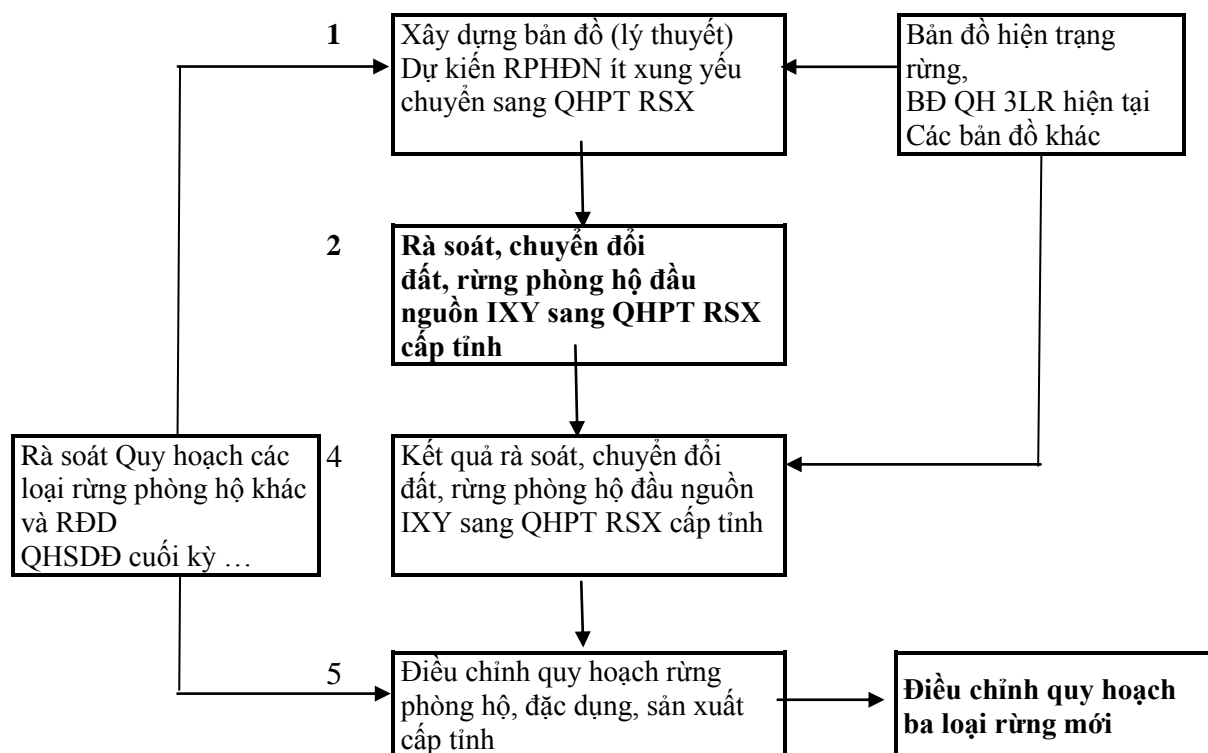 1
Xây dựng bản đồ (lý thuyết)
Dự kiến RPHĐN ít xung yếu
chuyển sang QHPT RSX
Bản đồ hiện trạng
rừng,
BĐ QH 3LR hiện tại
Các bản đồ khác
2
Rà soát, chuyển đổi
đất, rừng phòng hộ đầu
nguồn IXY sang QHPT RSX
cấp tỉnh
Rà soát Quy hoạch các
loại rừng phòng hộ khác
và RĐD
QHSDĐ cuối kỳ …
4
Kết quả rà soát, chuyển đổi
đất, rừng phòng hộ đầu nguồn
IXY sang QHPT RSX cấp tỉnh
5
Điều chỉnh quy hoạch rừng
phòng hộ, đặc dụng, sản xuất
cấp tỉnh
Điều chỉnh quy hoạch
ba loại rừng mới